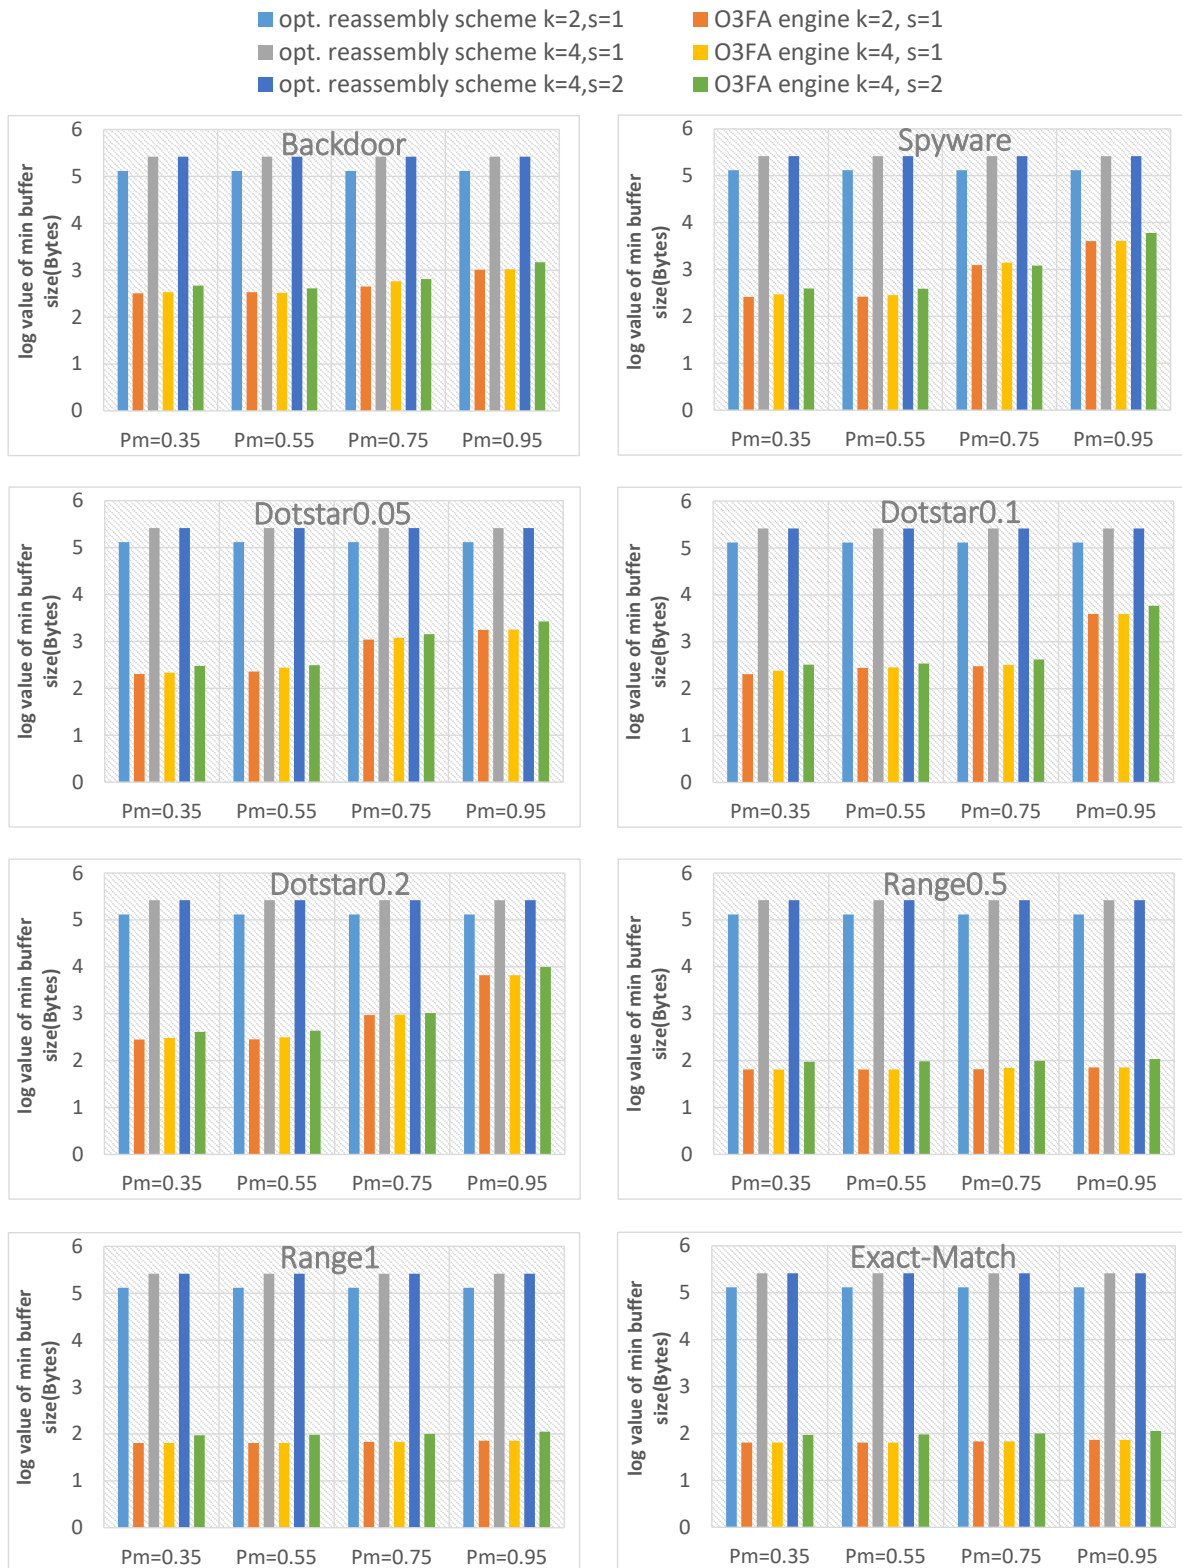 opt. reassembly scheme k=2,s=1
O3FA engine k=2, s=1
opt. reassembly scheme k=4,s=1
O3FA engine k=4, s=1
opt. reassembly scheme k=4,s=2
O3FA engine k=4, s=2
Backdoor
log value of min buffer
size(Bytes)
6
5
4
3
2
1
0
Pm=0.35 Pm=0.55 Pm=0.75 Pm=0.95
Spyware
log value of min buffer
size(Bytes)
6
5
4
3
2
1
0
Pm=0.35 Pm=0.55 Pm=0.75 Pm=0.95
Dotstar0.05
log value of min buffer
size(Bytes)
6
5
4
3
2
1
0
Pm=0.35 Pm=0.55 Pm=0.75 Pm=0.95
Dotstar0.1
log value of min buffer
size(Bytes)
6
5
4
3
2
1
0
Pm=0.35 Pm=0.55 Pm=0.75 Pm=0.95
Dotstar0.2
log value of min buffer
size(Bytes)
6
5
4
3
2
1
0
Pm=0.35 Pm=0.55 Pm=0.75 Pm=0.95
Range0.5
log value of min buffer
size(Bytes)
6
5
4
3
2
1
0
Pm=0.35 Pm=0.55 Pm=0.75 Pm=0.95
Range1
log value of min buffer
size(Bytes)
6
5
4
3
2
1
0
Pm=0.35 Pm=0.55 Pm=0.75 Pm=0.95
Exact-Match
log value of min buffer
size(Bytes)
6
5
4
3
2
1
0
Pm=0.35 Pm=0.55 Pm=0.75 Pm=0.95